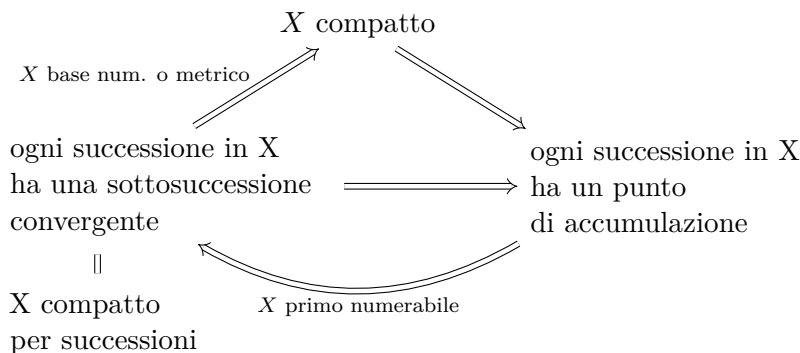 X compatto
X base num. o metrico
ogni successione in X
ha una sottosuccessione
convergente
ogni successione in X
ha un punto
di accumulazione
X primo numerabile
X compatto
per successioni